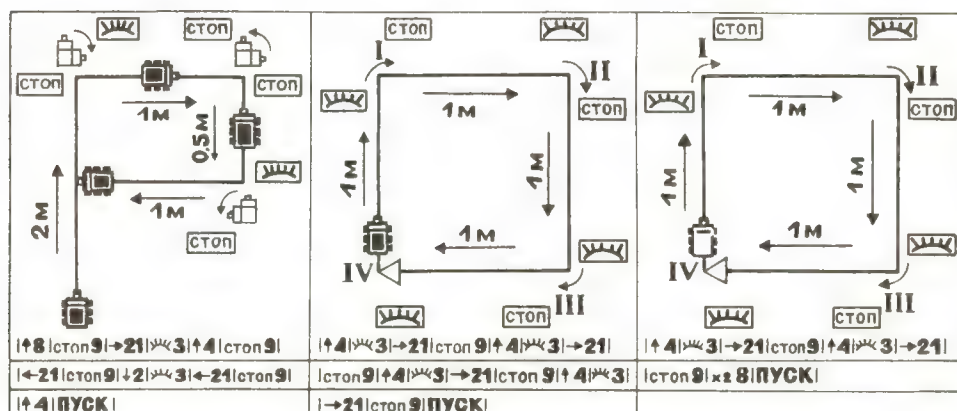 СТОП
СТОП
СТОП
1м
0,5м
1м
2м
СТОП
|↑8|СТОП 9|→21|3|↑4|СТОП 9|
|←21|СТОП 9|↓2|3|←21|СТОП 9|
|↑4|ПУСК|
СТОП
I
II
СТОП
1м
1м
1м
1м
IV
III
СТОП
|↑4|3|→21|СТОП 9|↑4|3|→21|
|СТОП 9|↑4|3|→21|СТОП 9|↑4|3|
|→21|СТОП 9|ПУСК|
СТОП
I
II
СТОП
1м
1м
1м
1м
IV
III
СТОП
|↑4|3|→21|СТОП 9|↑4|3|→21|
|СТОП 9|х2 8|ПУСК|